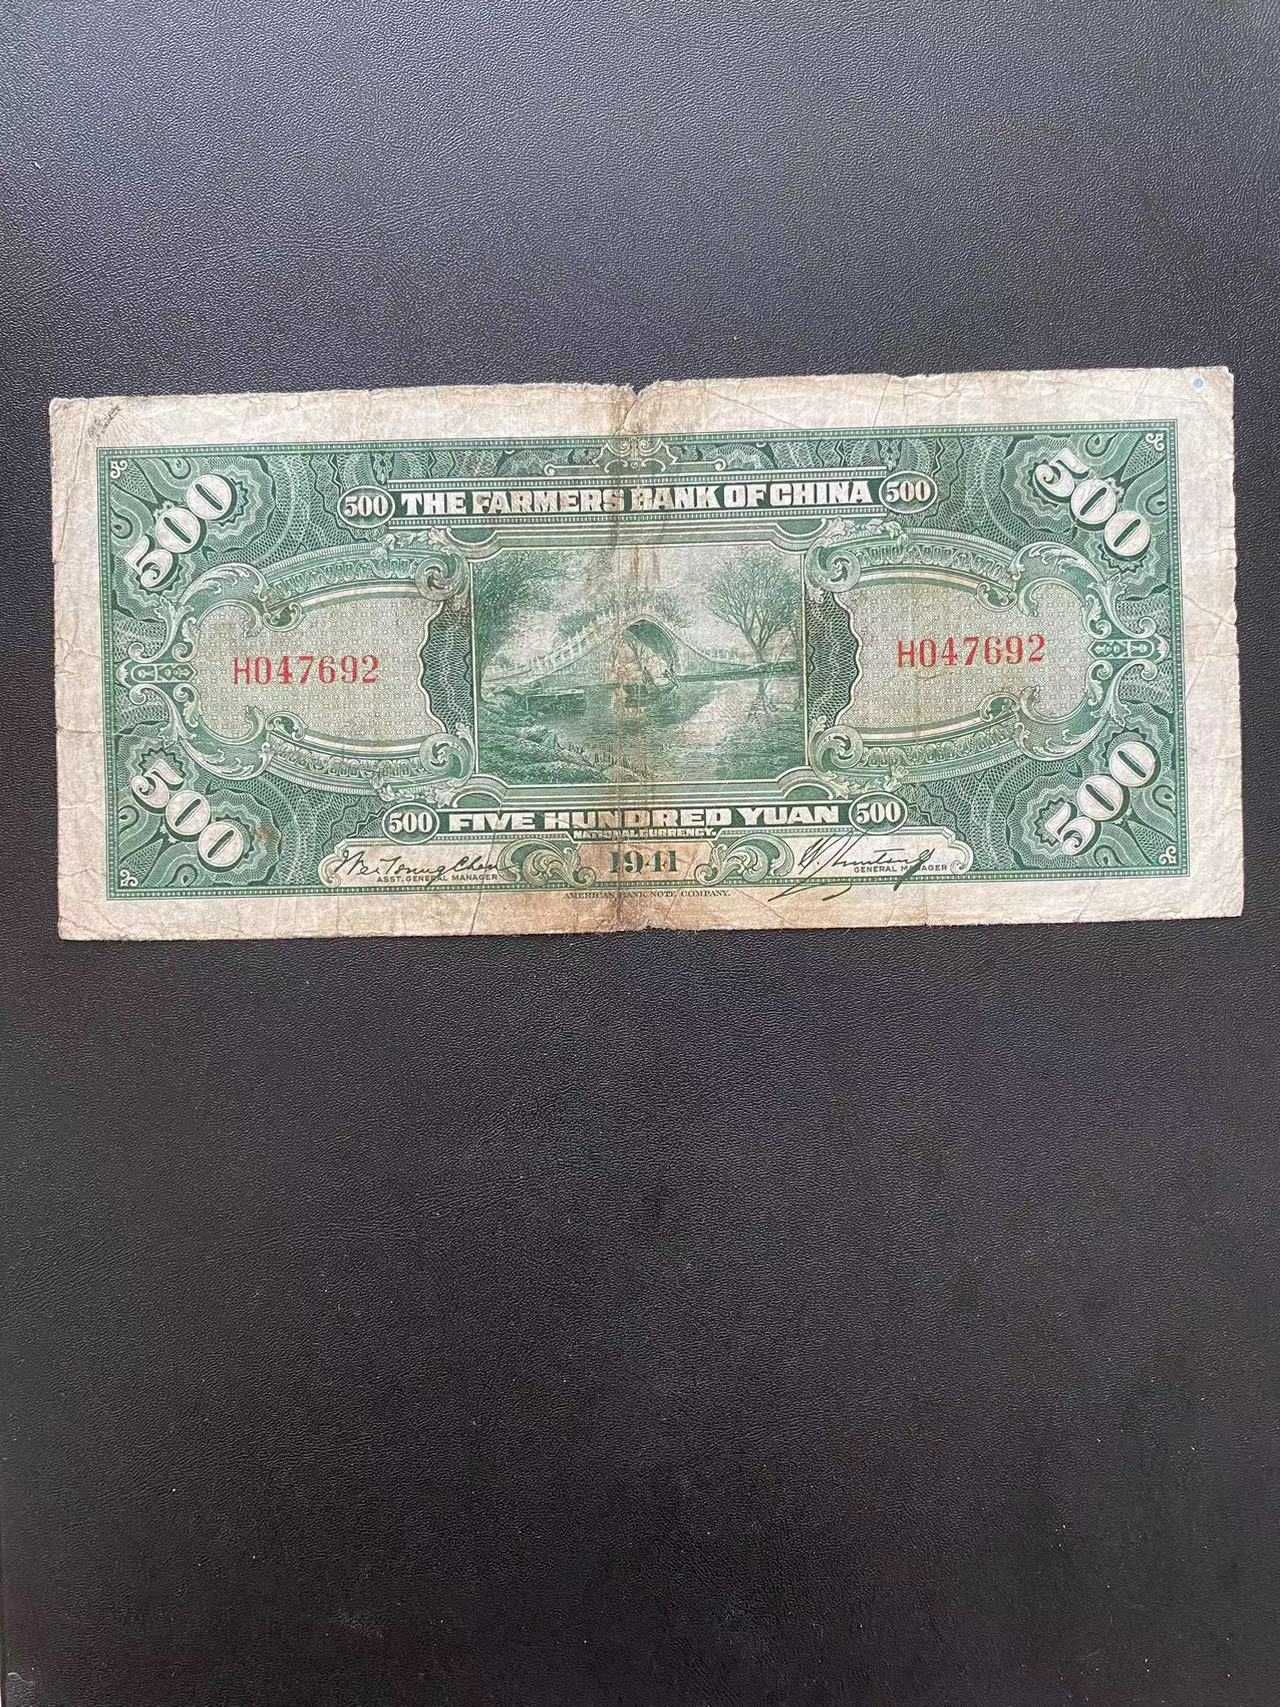 500
500
500 THE FARMERS BANK OF CHINA 500
H047692
H047692
500
500
500 FIVE HUNDRED YUAN 500
NATIONAL CURRENCY.
1941
ASST. GENERAL MANAGER
GENERAL MANAGER
AMERICAN BANK NOTE COMPANY.